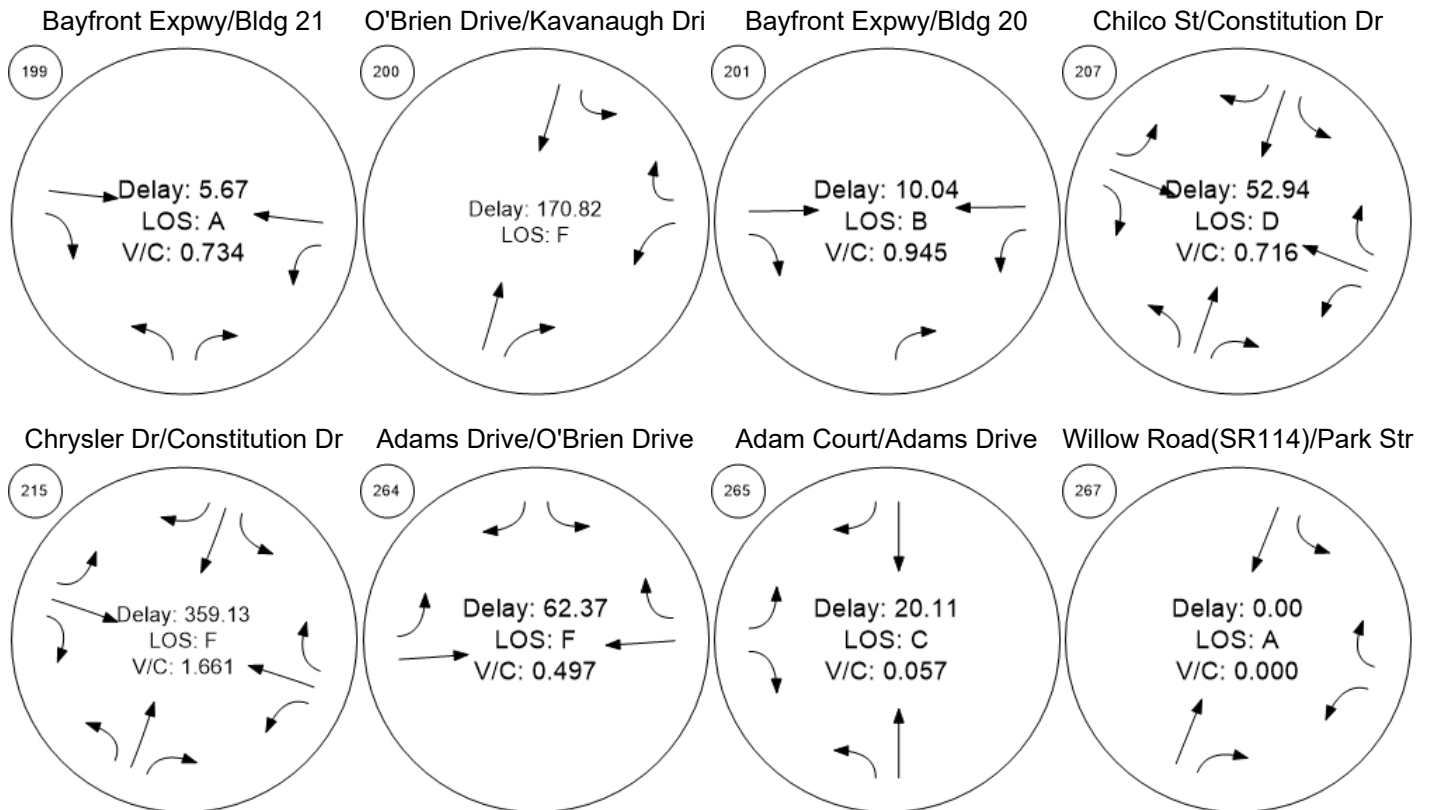 Bayfront Expwy/Bldg 21
199
Delay: 5.67
LOS: A
V/C: 0.734
O'Brien Drive/Kavanaugh Dri
200
Delay: 170.82
LOS: F
Bayfront Expwy/Bldg 20
201
Delay: 10.04
LOS: B
V/C: 0.945
Chilco St/Constitution Dr
207
Delay: 52.94
LOS: D
V/C: 0.716
Chrysler Dr/Constitution Dr
215
Delay: 359.13
LOS: F
V/C: 1.661
Adams Drive/O'Brien Drive
264
Delay: 62.37
LOS: F
V/C: 0.497
Adam Court/Adams Drive
265
Delay: 20.11
LOS: C
V/C: 0.057
Willow Road(SR114)/Park Str
267
Delay: 0.00
LOS: A
V/C: 0.000